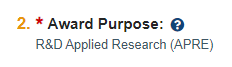 2. * Award Purpose: ?
R&D Applied Research (APRE)